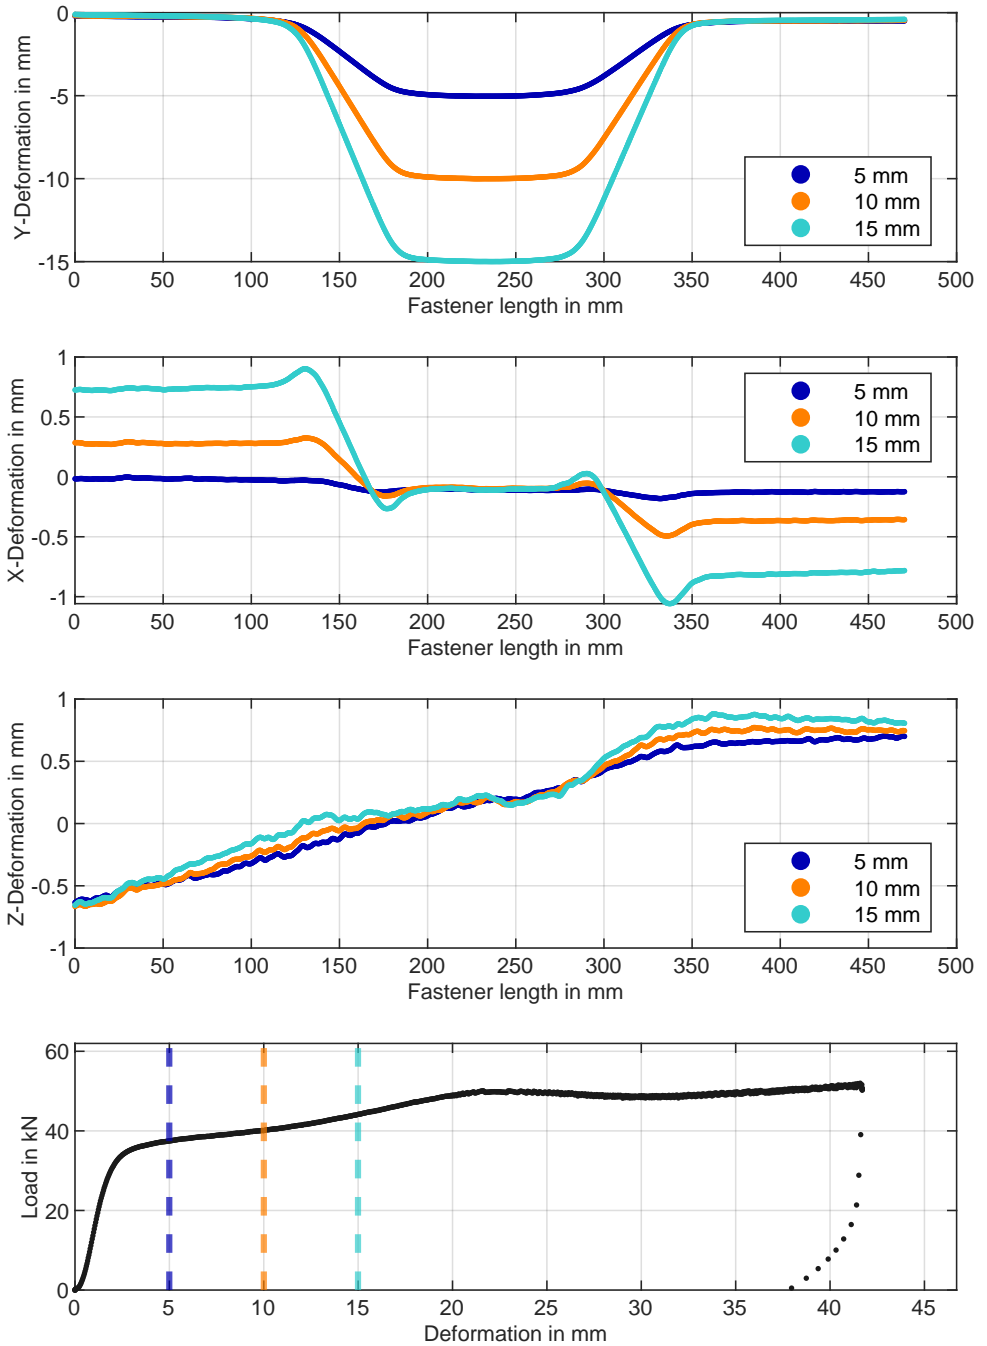 0
-5
-10
-15
Y-Deformation in mm
5 mm
10 mm
15 mm
0 50 100 150 200 250 300 350 400 450 500
Fastener length in mm
1
0.5
0
-0.5
-1
X-Deformation in mm
5 mm
10 mm
15 mm
0 50 100 150 200 250 300 350 400 450 500
Fastener length in mm
1
0.5
0
-0.5
-1
Z-Deformation in mm
5 mm
10 mm
15 mm
0 50 100 150 200 250 300 350 400 450 500
Fastener length in mm
60
40
20
0
Load in kN
0 5 10 15 20 25 30 35 40 45
Deformation in mm